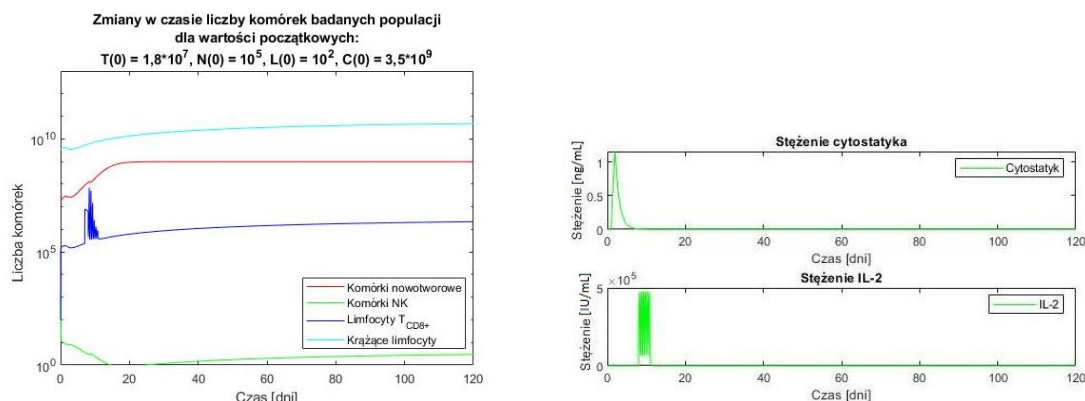 Zmiany w czasie liczby komórek badanych populacji
dla wartości początkowych:
T(0) = 1,8*10^7, N(0) = 10^5, L(0) = 10^2, C(0) = 3,5*10^9
Liczba komórek
10^10
10^5
10^0
0 20 40 60 80 100 120
Czas [dni]
Komórki nowotworowe
Komórki NK
Limfocyty T_CD8+
Krążące limfocyty
Stężenie cytostatyka
Stężenie [ng/mL]
1
0.5
0
0 20 40 60 80 100 120
Czas [dni]
Cytostatyk
Stężenie IL-2
Stężenie [IU/mL]
×10^5
5
0
0 20 40 60 80 100 120
Czas [dni]
IL-2